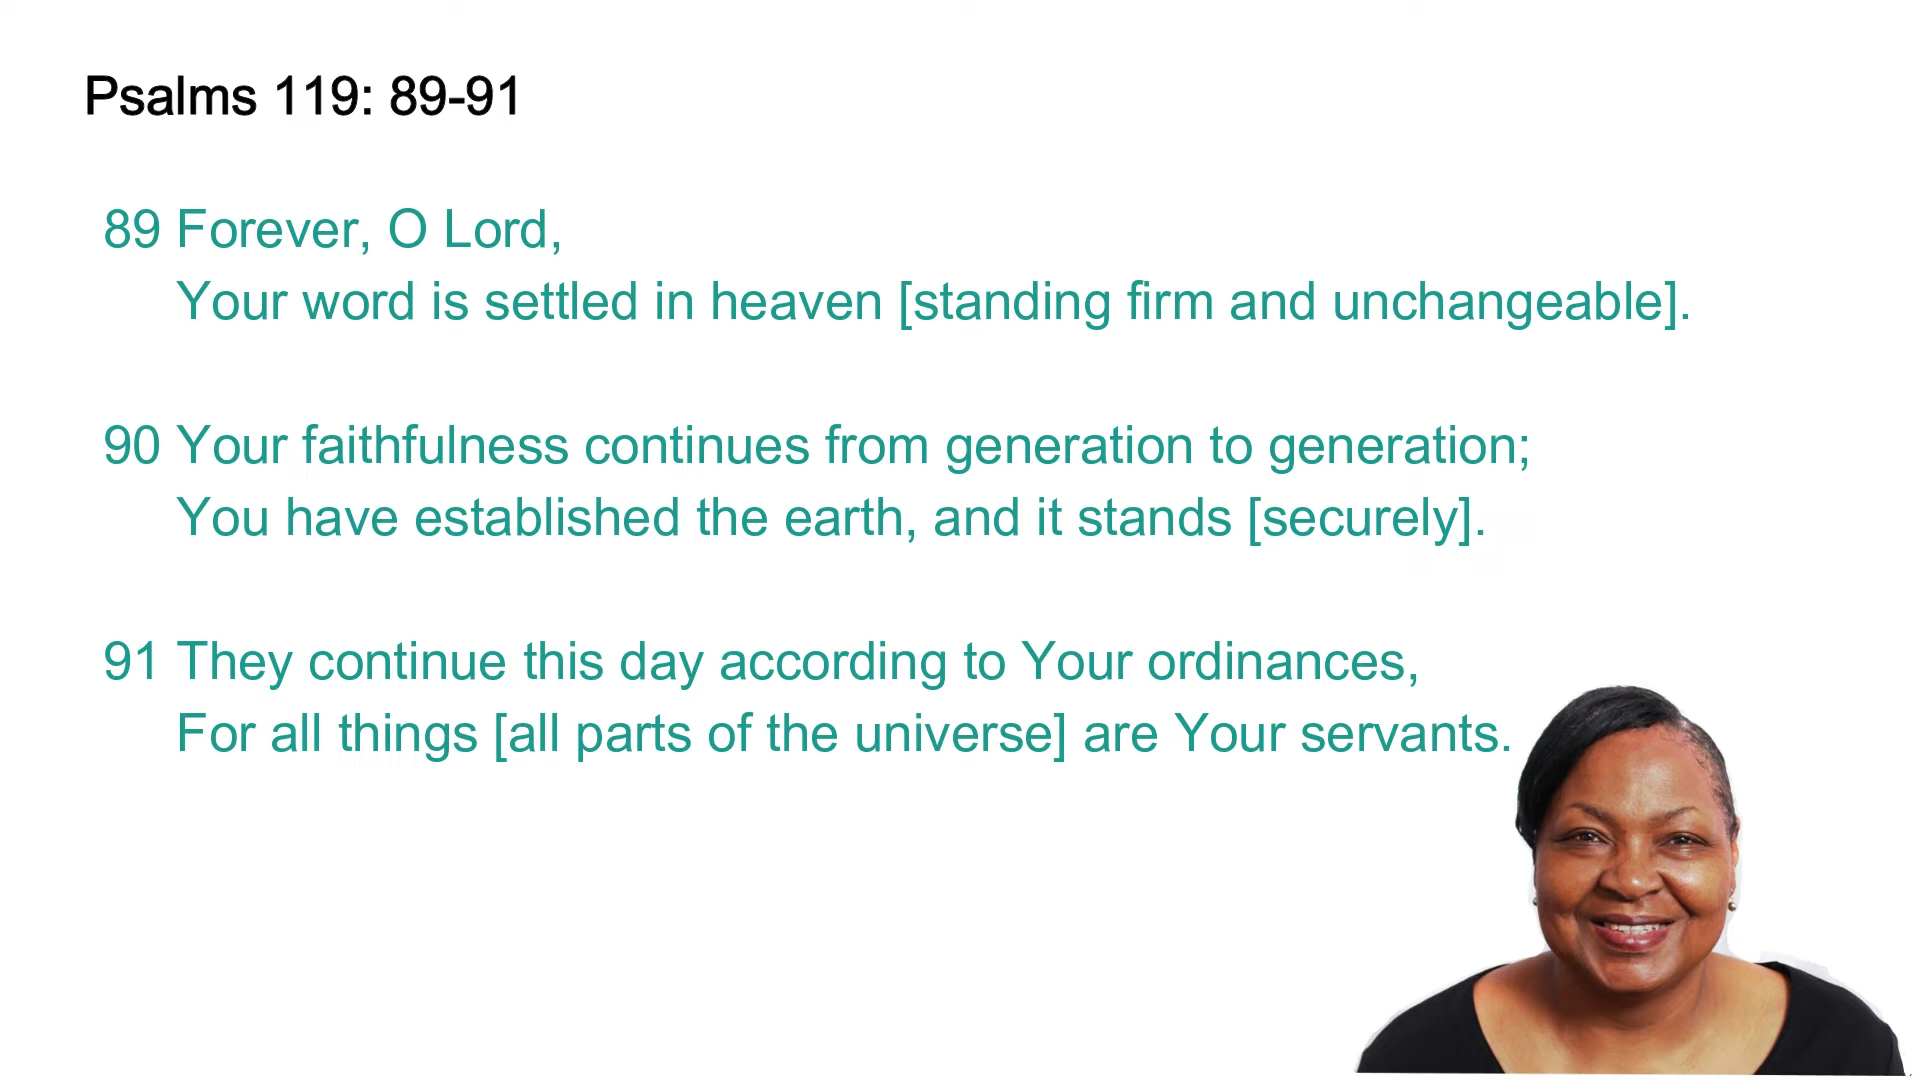 Psalms 119: 89-91
89 Forever, O Lord,
Your word is settled in heaven [standing firm and unchangeable].
90 Your faithfulness continues from generation to generation;
You have established the earth, and it stands [securely].
91 They continue this day according to Your ordinances,
For all things [all parts of the universe] are Your servants.